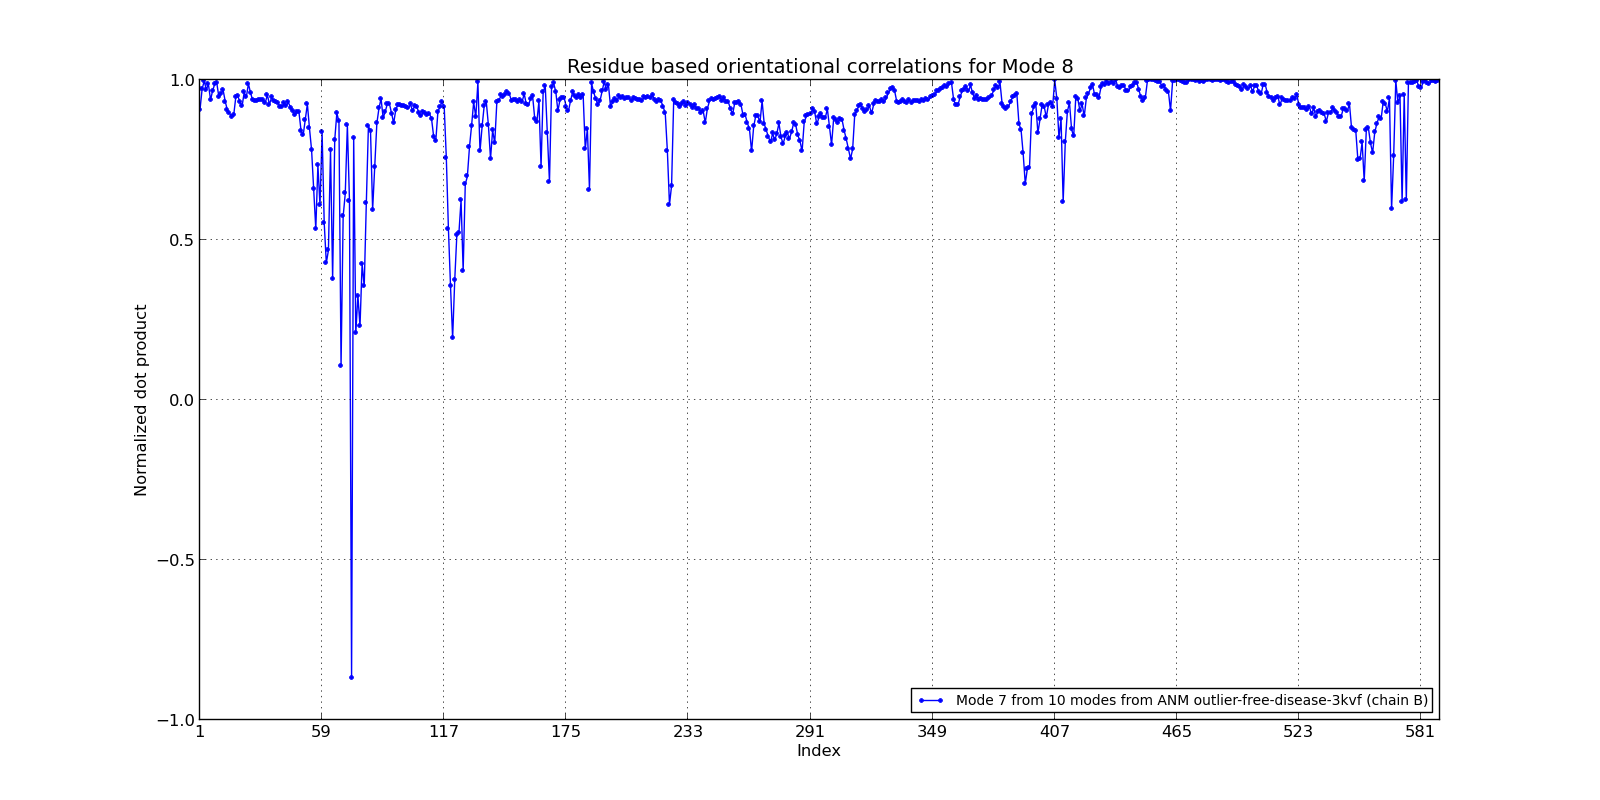 Residue based orientational correlations for Mode 8
1.0
0.5
0.0
−0.5
−1.0
Normalized dot product
Mode 7 from 10 modes from ANM outlier-free-disease-3kvf (chain B)
1 59 117 175 233 291 349 407 465 523 581
Index